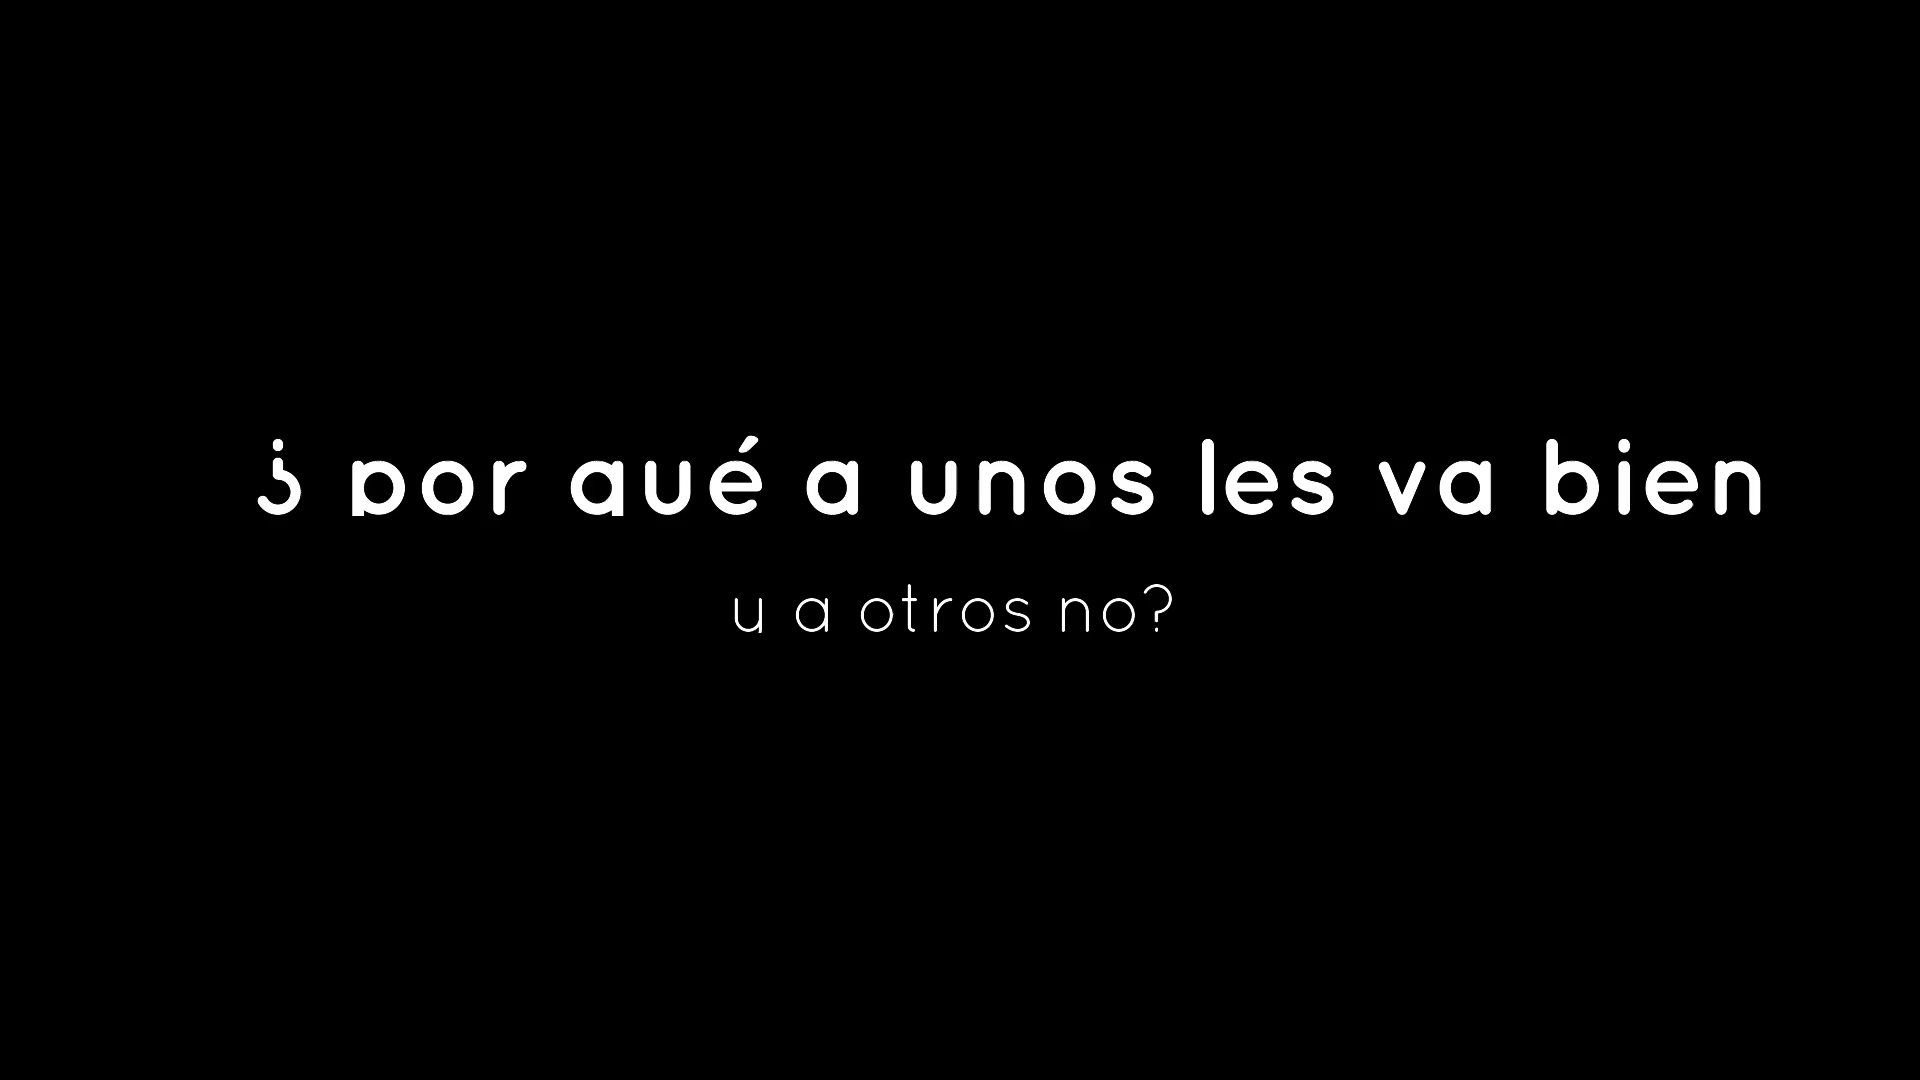 ¿ por qué a unos les va bien
y a otros no?